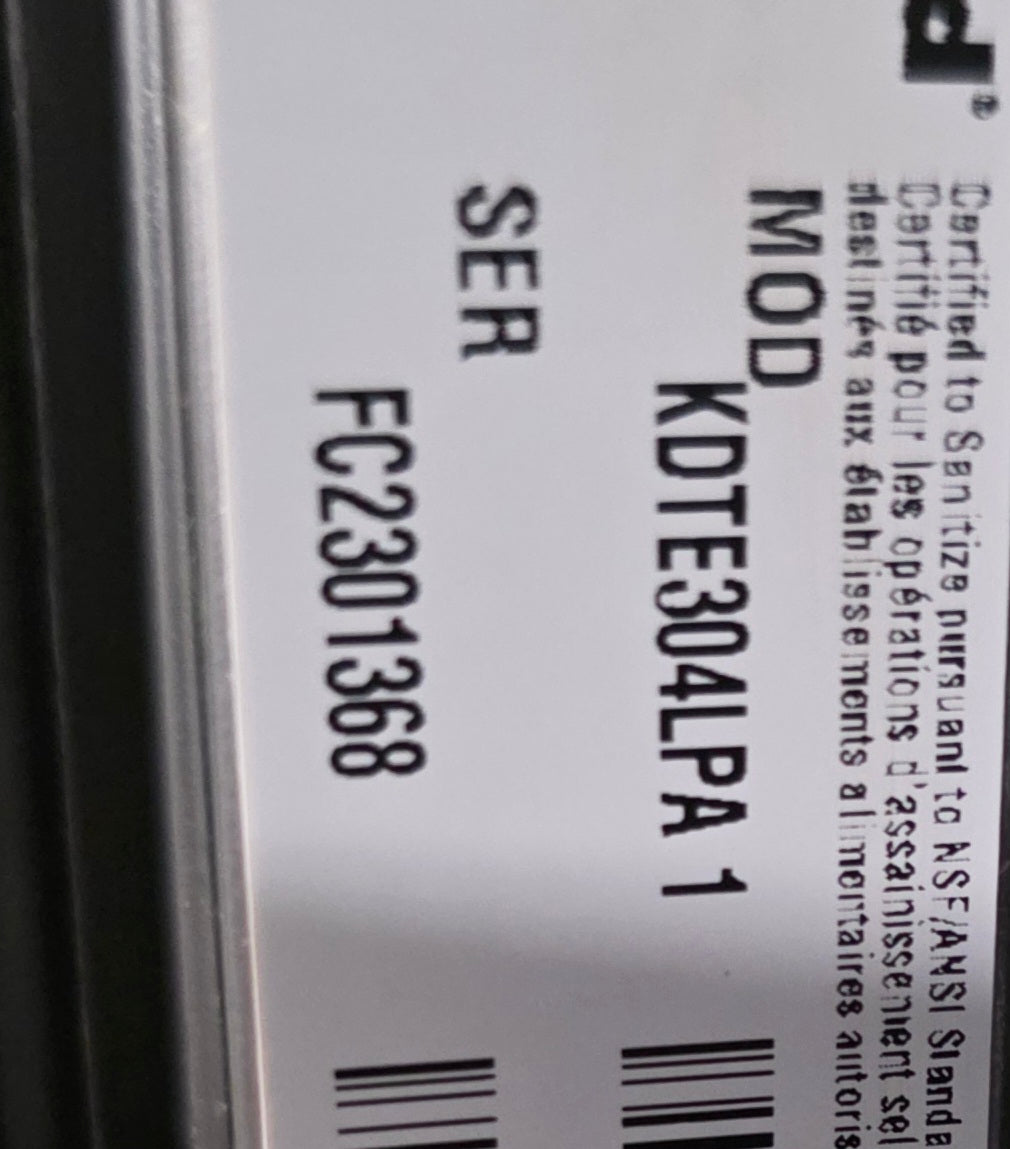 d®
Certified to Sanitize pursuant to NSF/ANSI Standa
Certifié pour les opérations d'assainissement sel
destinés aux établissements alimentaires autoris
MOD
KDTE304LPA 1
SER
FC2301368